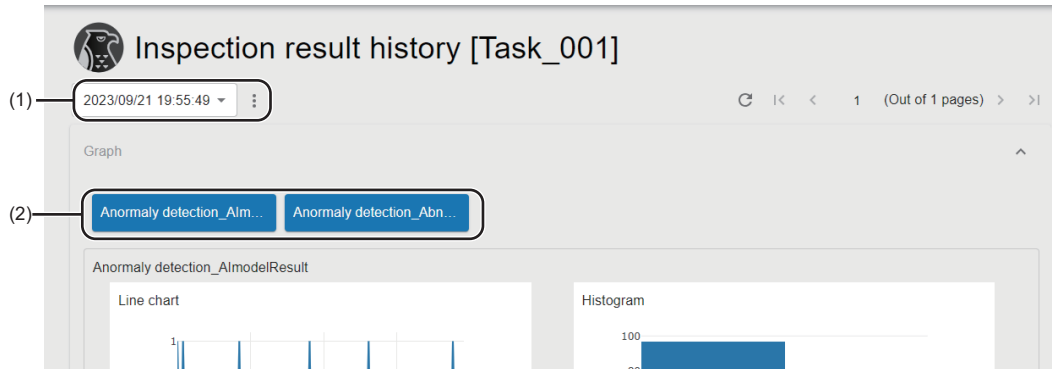 Inspection result history [Task_001]
(1) 2023/09/21 19:55:49 1 (Out of 1 pages)
Graph
(2) Anormaly detection_AIm... Anormaly detection_Abn...
Anormaly detection_AImodelResult
Line chart Histogram
1 100